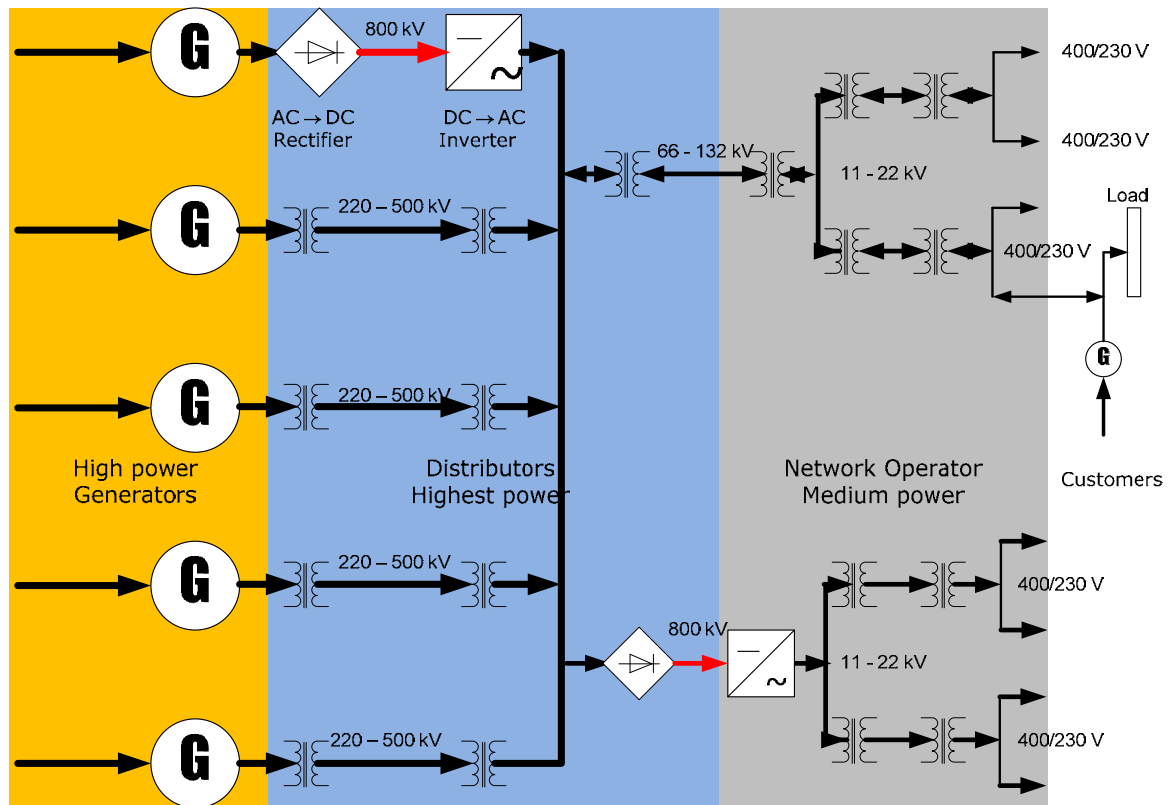 800 kV
400/230 V
G
AC→DC
Rectifier
DC→AC
Inverter
400/230 V
66 - 132 kV
11 - 22 kV
Load
G
220 – 500 kV
400/230 V
G
G
220 – 500 kV
High power
Generators
Distributors
Highest power
Network Operator
Medium power
Customers
G
220 – 500 kV
400/230 V
800 kV
11 - 22 kV
G
220 – 500 kV
400/230 V